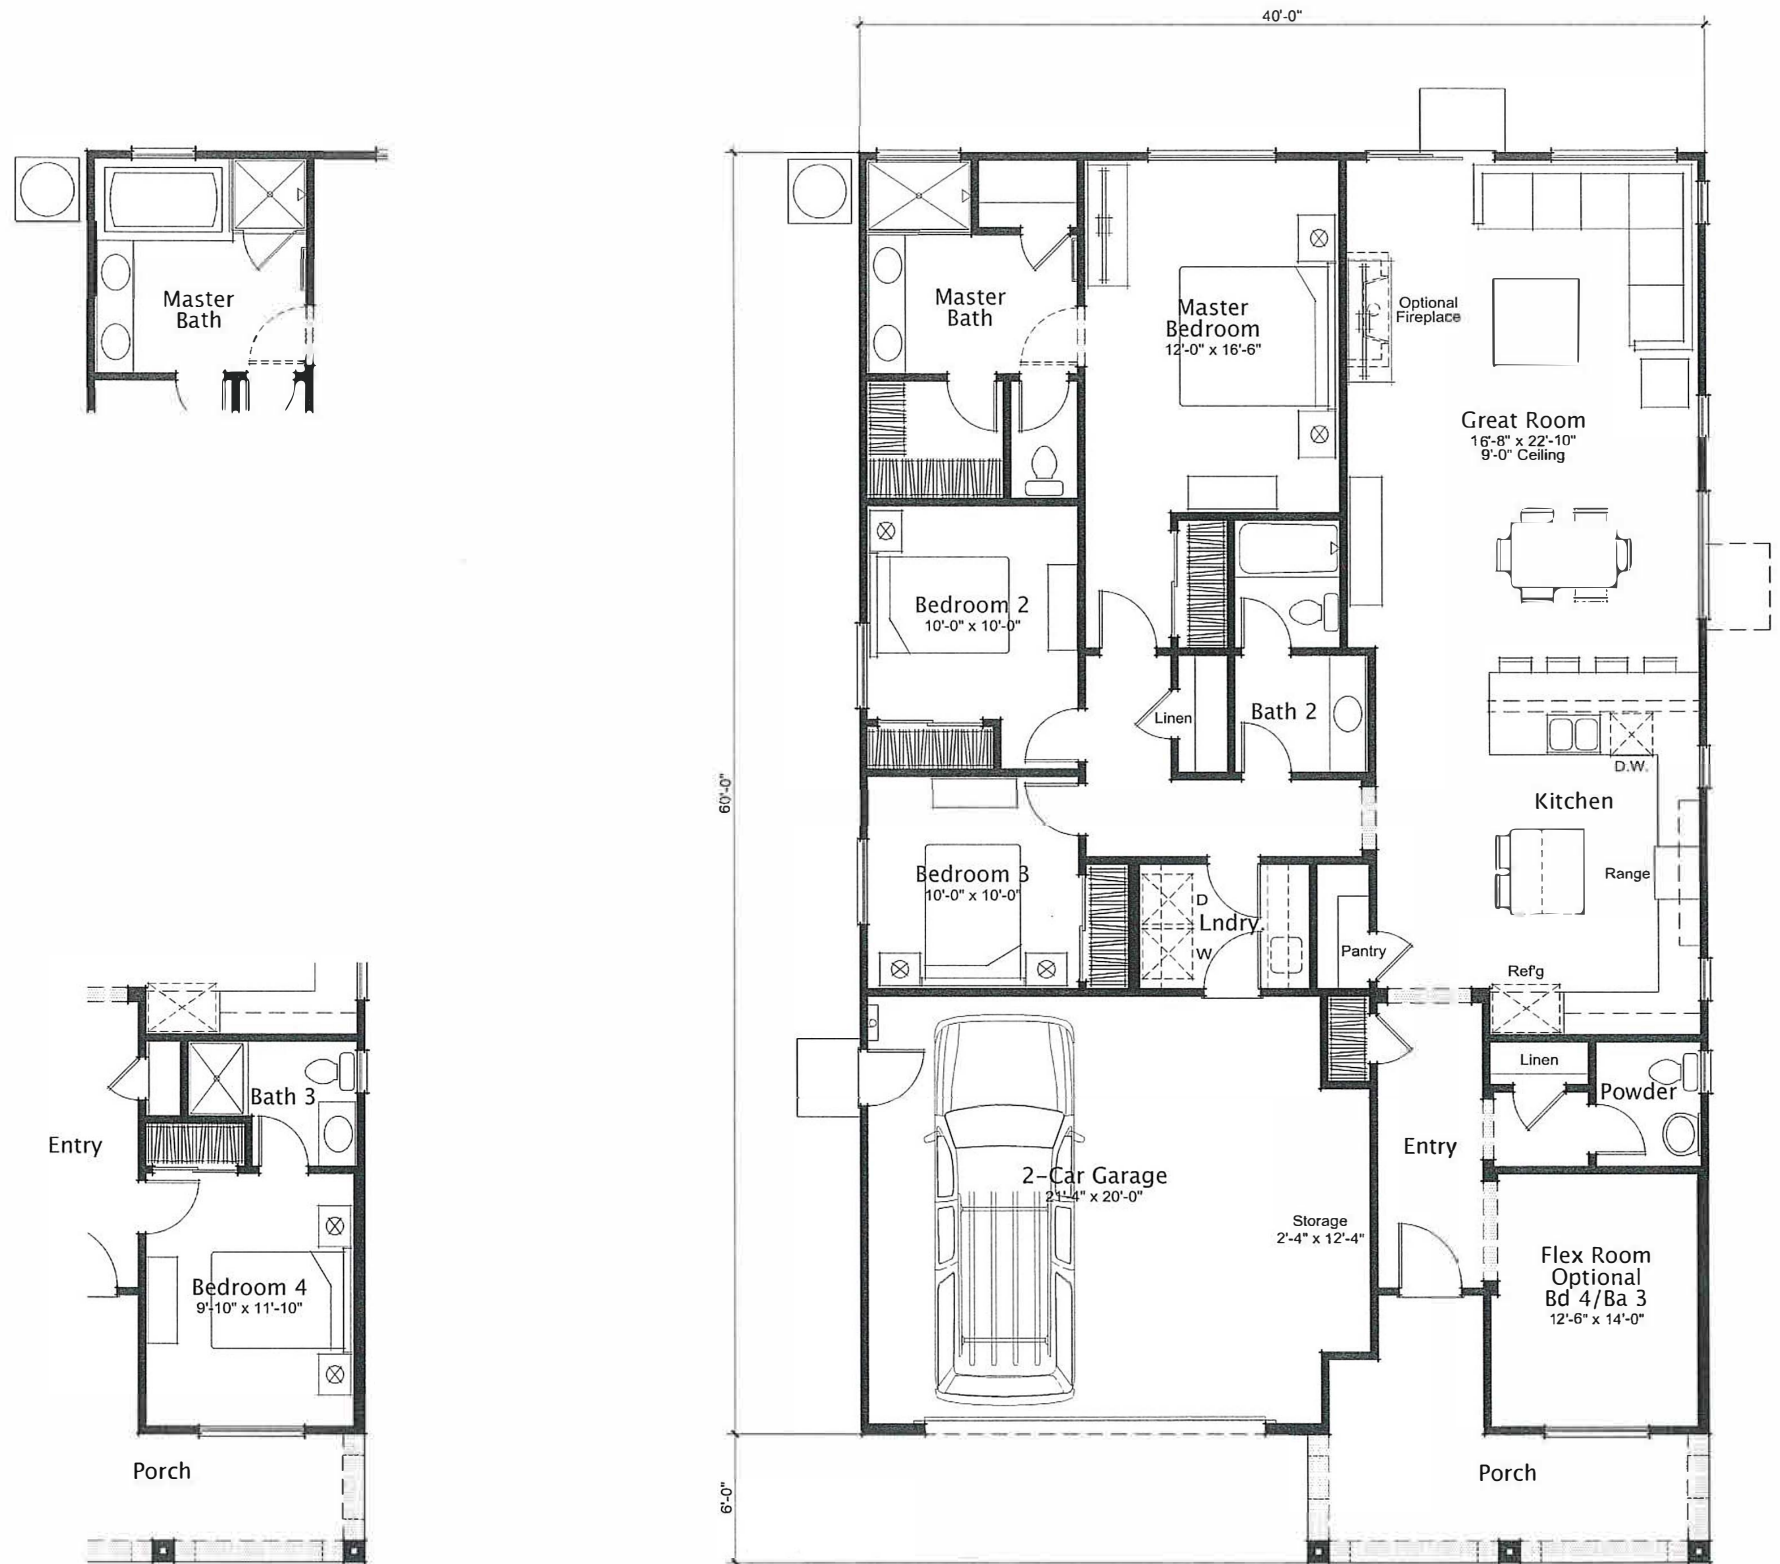 40'-0"
Master
Bath
Master
Bath
Master
Bedroom
12'-0" x 16'-6"
Optional
Fireplace
Great Room
16'-8" x 22'-10"
9'-0" Ceiling
Bedroom 2
10'-0" x 10'-0"
Linen
Bath 2
D.W.
60'-0"
Kitchen
Bedroom 3
10'-0" x 10'-0"
D
Lndry.
W
Range
Pantry
Ref'g
Linen
Powder
Bath 3
Entry
Entry
2-Car Garage
21'-4" x 20'-0"
Storage
2'-4" x 12'-4"
Flex Room
Optional
Bd 4/Ba 3
12'-6" x 14'-0"
Bedroom 4
9'-10" x 11'-10"
Porch
Porch
6'-0"